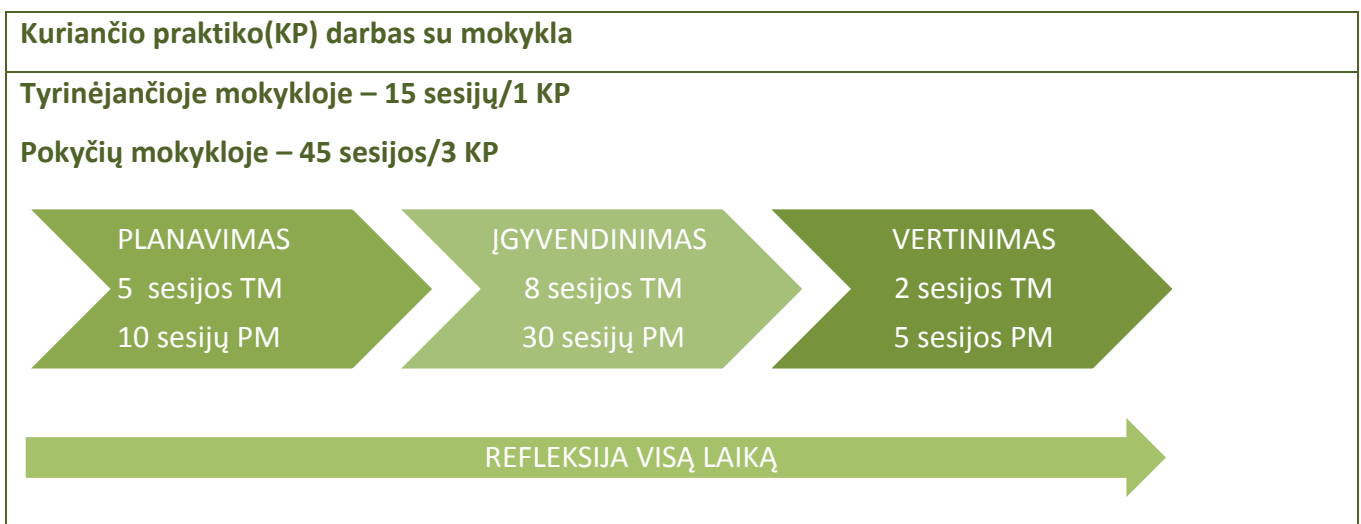 Kuriančio praktiko(KP) darbas su mokykla
Tyrinėjančioje mokykloje – 15 sesijų/1 KP
Pokyčių mokykloje – 45 sesijos/3 KP
PLANAVIMAS
5 sesijos TM
10 sesijų PM
ĮGYVENDINIMAS
8 sesijos TM
30 sesijų PM
VERTINIMAS
2 sesijos TM
5 sesijos PM
REFLEKSIJA VISĄ LAIKĄ